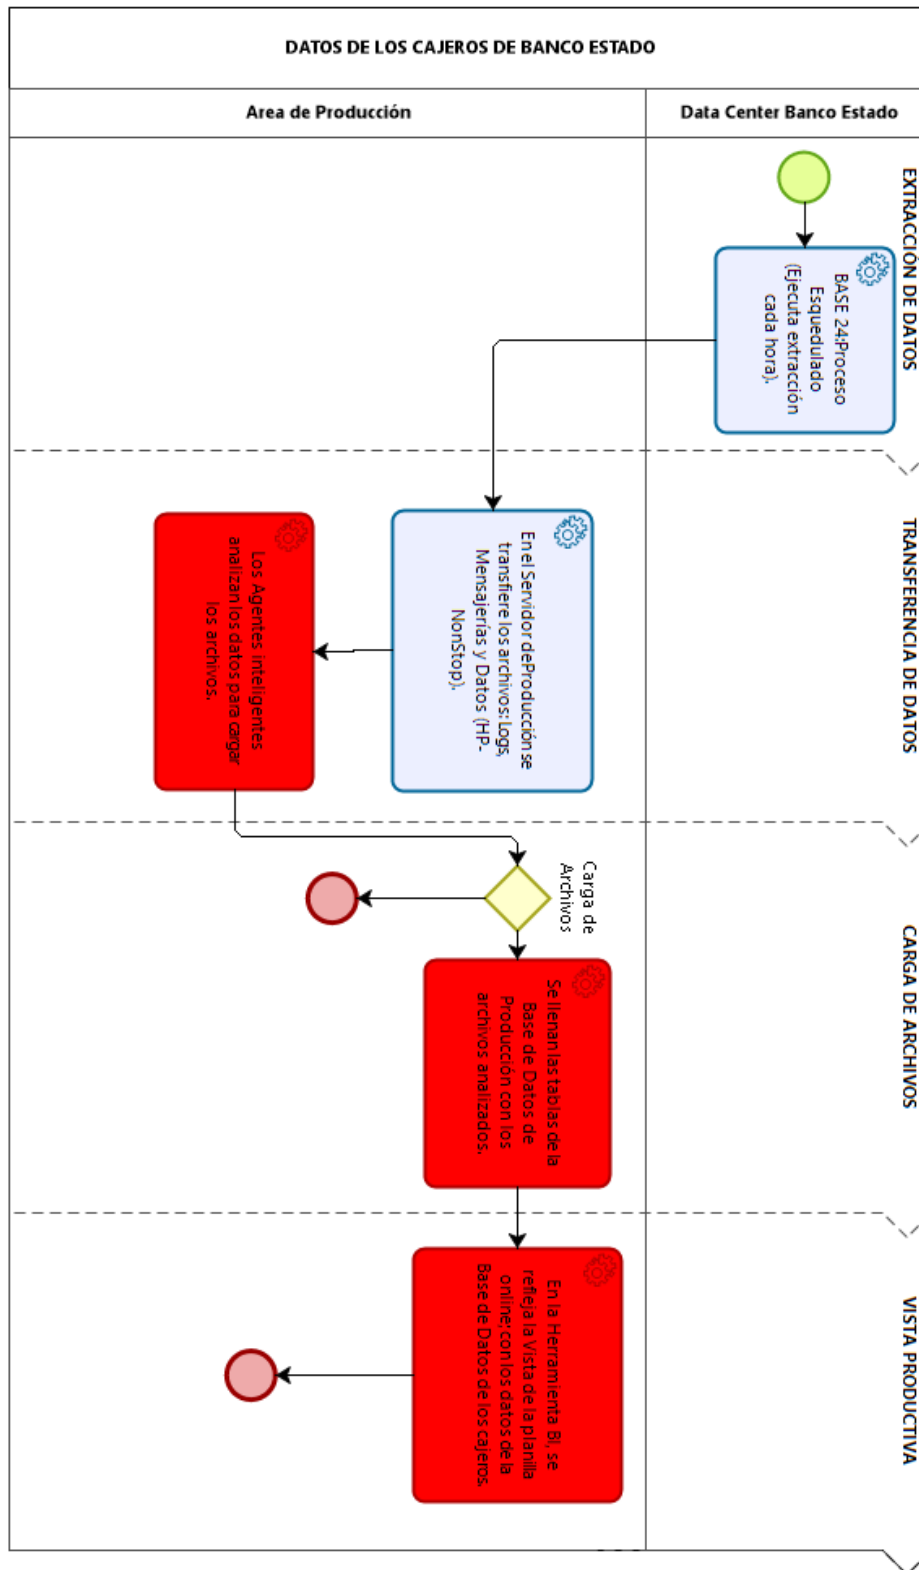 DATOS DE LOS CAJEROS DE BANCO ESTADO
Area de Producción
Data Center Banco Estado
EXTRACCIÓN DE DATOS
BASE 24:Proceso
Esquedulado
(Ejecuta extracción
cada hora).
TRANSFERENCIA DE DATOS
En el Servidor deProducción se
transfiere los archivos: Logs,
Mensajerías y Datos (HP-
NonStop).
Los Agentes inteligentes
analizan los datos para cargar
los archivos.
CARGA DE ARCHIVOS
Carga de
Archivos
Se llenan las tablas de la
Base de Datos de
Producción con los
archivos analizados.
VISTA PRODUCTIVA
En la Herramienta BI, se
refleja la Vista de la planilla
online; con los datos de la
Base de Datos de los cajeros.